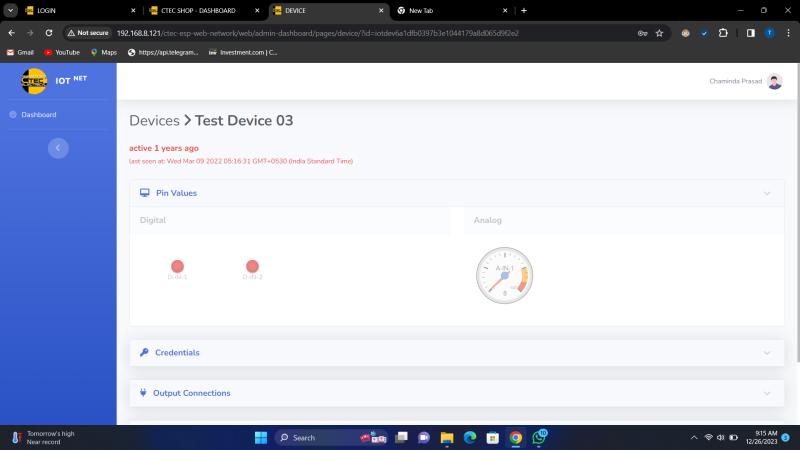 LOGIN
CTEC SHOP - DASHBOARD
DEVICE
New Tab
Not secure
192.168.8.121/ctec-esp-web-network/web/admin-dashboard/pages/device/?id=iotdev6a1dfb0397b3e1044179a8d065d9f2e2
Gmail
YouTube
Maps
https://api.telegram...
Investment.com | C...
CTEC
IOT NET
Chaminda Prasad
Dashboard
Devices > Test Device 03
active 1 years ago
last seen at: Wed Mar 09 2022 05:16:31 GMT+0530 (India Standard Time)
Pin Values
Digital
Analog
D-IN-1
D-IN-2
A-IN-1
0
Credentials
Output Connections
Tomorrow's high
Near record
Search
9:15 AM
12/26/2023